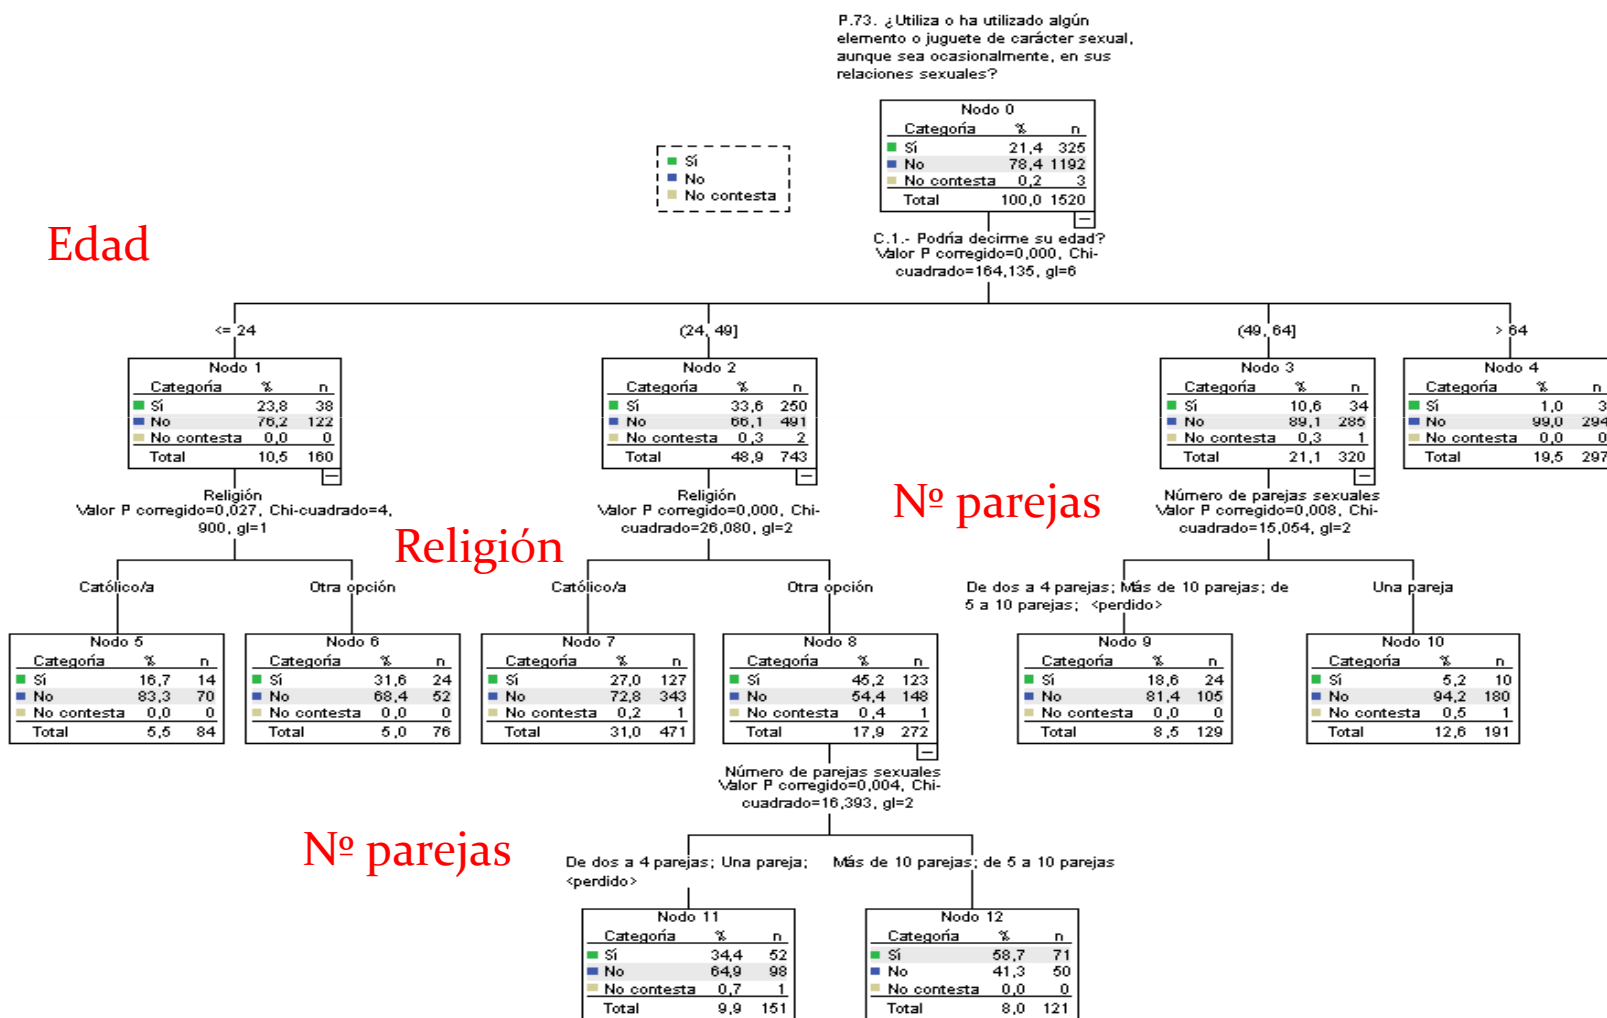 P.73. ¿Utiliza o ha utilizado algún
elemento o juguete de carácter sexual,
aunque sea ocasionalmente, en sus
relaciones sexuales?
Nodo 0
Categoría % n
Sí 21,4 325
No 78,4 1192
No contesta 0,2 3
Total 100,0 1520
Sí
No
No contesta
Edad
C.1.- Podría decirme su edad?
Valor P corregido=0,000, Chi-
cuadrado=164,135, gl=6
<= 24
(24, 49]
(49, 64]
> 64
Nodo 1
Categoría % n
Sí 23,8 38
No 76,2 122
No contesta 0,0 0
Total 10,5 160
Nodo 2
Categoría % n
Sí 33,6 250
No 66,1 491
No contesta 0,3 2
Total 48,9 743
Nodo 3
Categoría % n
Sí 10,6 34
No 89,1 285
No contesta 0,3 1
Total 21,1 320
Nodo 4
Categoría % n
Sí 1,0 3
No 99,0 294
No contesta 0,0 0
Total 19,5 297
Religión
Valor P corregido=0,027, Chi-cuadrado=4,
900, gl=1
Religión
Religión
Valor P corregido=0,000, Chi-
cuadrado=26,080, gl=2
Nº parejas
Número de parejas sexuales
Valor P corregido=0,008, Chi-
cuadrado=15,054, gl=2
Católico/a
Otra opción
Católico/a
Otra opción
De dos a 4 parejas; Más de 10 parejas; de
5 a 10 parejas; <perdido>
Una pareja
Nodo 5
Categoría % n
Sí 16,7 14
No 83,3 70
No contesta 0,0 0
Total 5,5 84
Nodo 6
Categoría % n
Sí 31,6 24
No 68,4 52
No contesta 0,0 0
Total 5,0 76
Nodo 7
Categoría % n
Sí 27,0 127
No 72,8 343
No contesta 0,2 1
Total 31,0 471
Nodo 8
Categoría % n
Sí 45,2 123
No 54,4 148
No contesta 0,4 1
Total 17,9 272
Nodo 9
Categoría % n
Sí 18,6 24
No 81,4 105
No contesta 0,0 0
Total 8,5 129
Nodo 10
Categoría % n
Sí 5,2 10
No 94,2 180
No contesta 0,5 1
Total 12,6 191
Nº parejas
Número de parejas sexuales
Valor P corregido=0,004, Chi-
cuadrado=16,393, gl=2
De dos a 4 parejas; Una pareja;
<perdido>
Más de 10 parejas; de 5 a 10 parejas
Nodo 11
Categoría % n
Sí 34,4 52
No 64,9 98
No contesta 0,7 1
Total 9,9 151
Nodo 12
Categoría % n
Sí 58,7 71
No 41,3 50
No contesta 0,0 0
Total 8,0 121